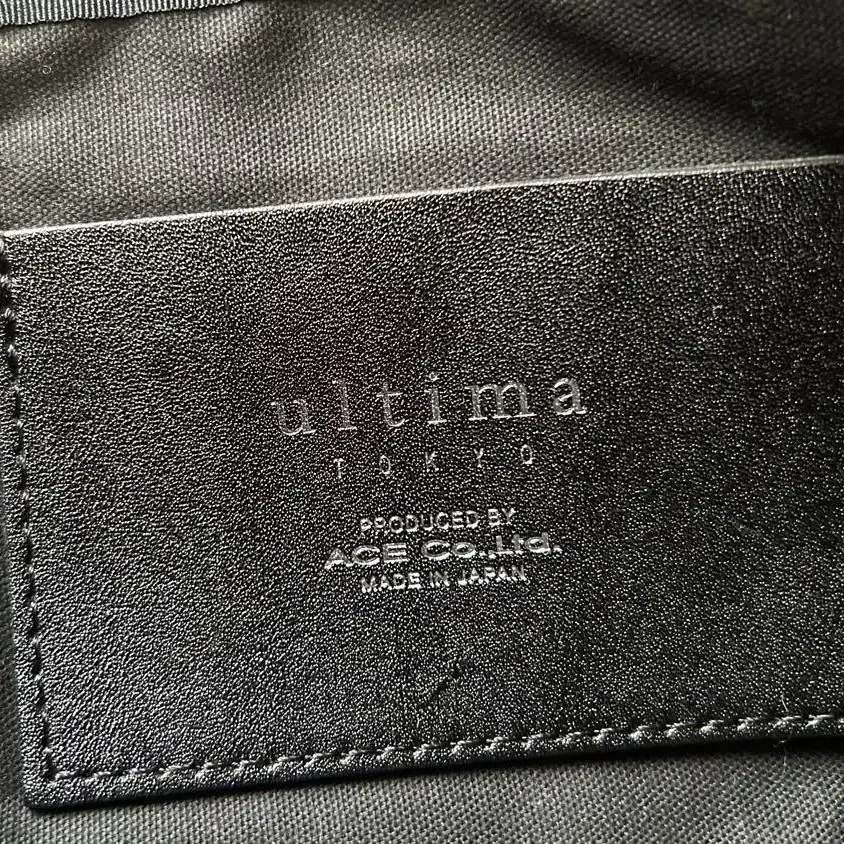 ultima
TOKYO
PRODUCED BY
ACE Co.,Ltd.
MADE IN JAPAN